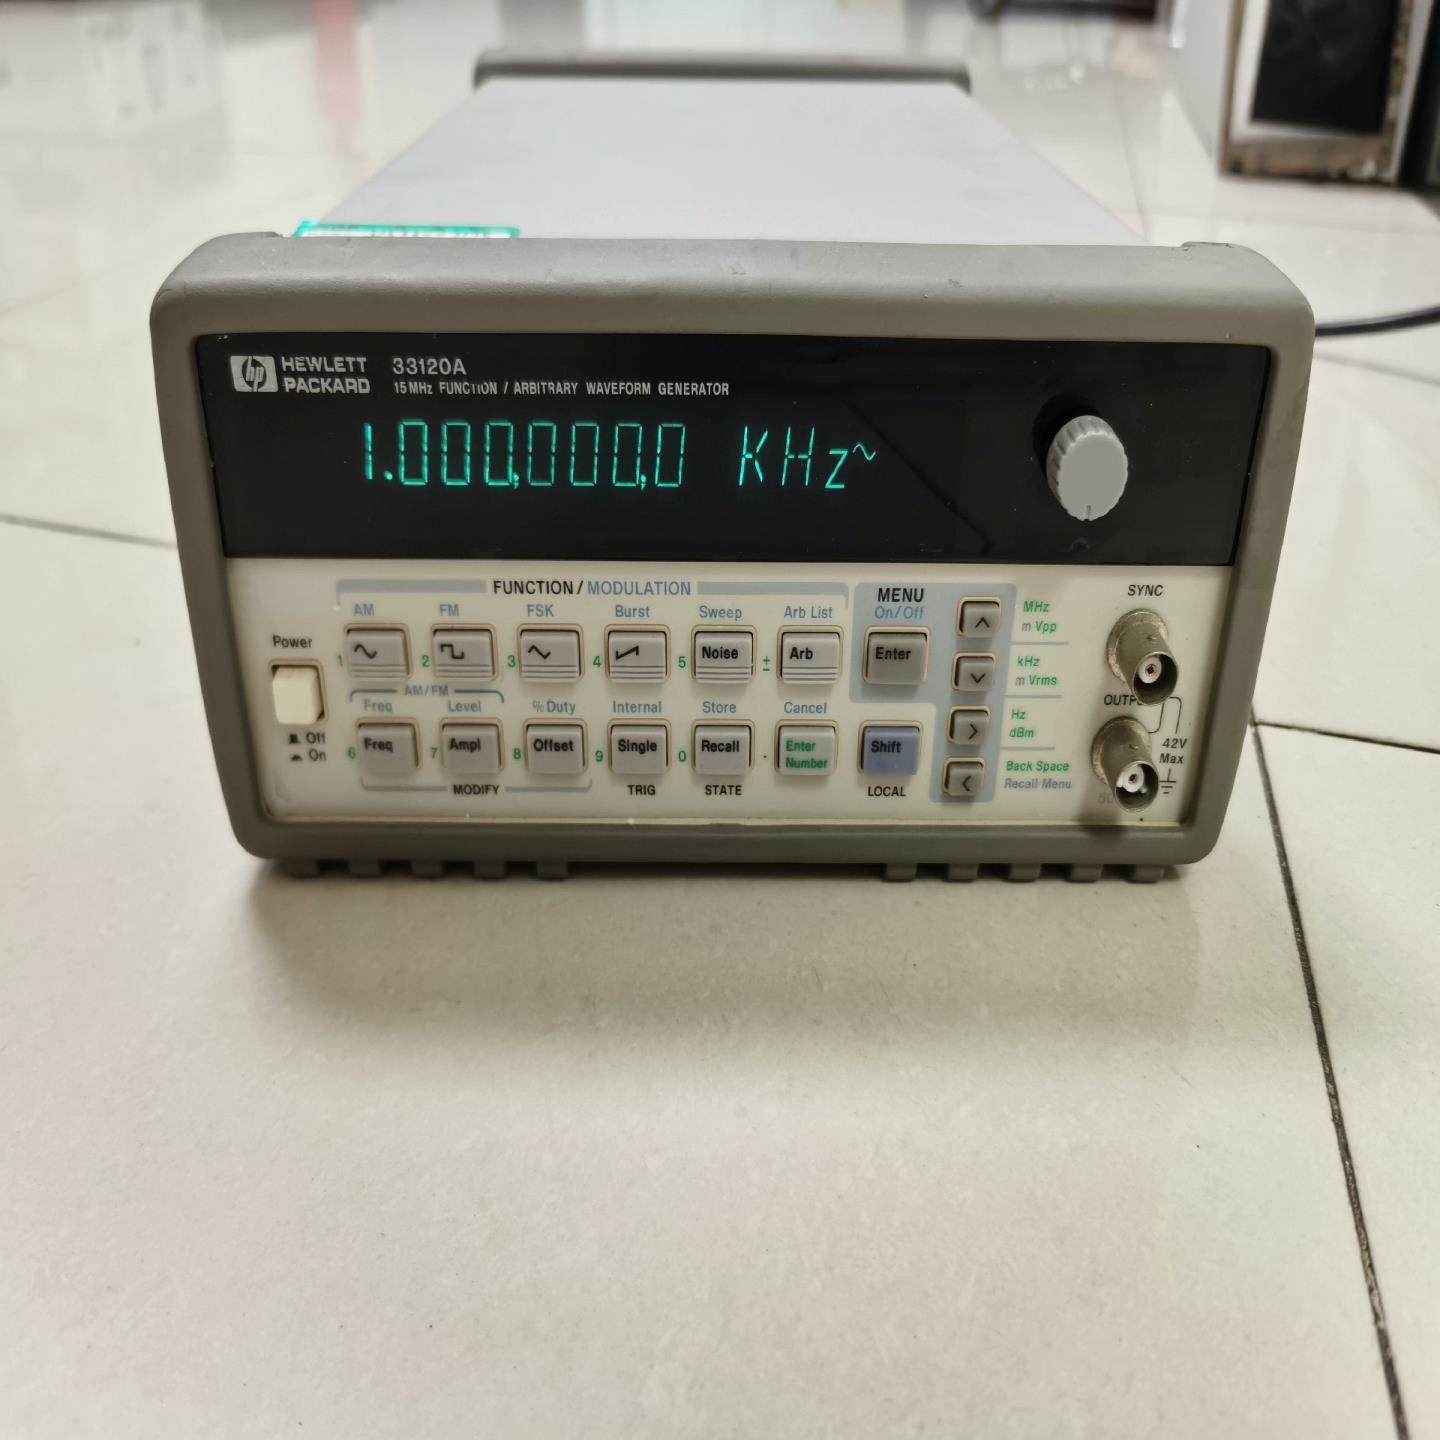 hp HEWLETT PACKARD
33120A
15 MHz FUNCTION / ARBITRARY WAVEFORM GENERATOR
1.000,000,0 KHz~
FUNCTION / MODULATION
MENU
On/Off
SYNC
AM FM FSK Burst Sweep Arb List
Power
1 2 3 4 5 Noise ± Arb
Enter
MHz
m Vpp
kHz
m Vrms
AM/FM
Freq Level % Duty Internal Store Cancel
Off
On
6 Freq 7 Ampl 8 Offset 9 Single 0 Recall . Enter Number
Shift
Hz
dBm
42V
Max
Back Space
Recall Menu
MODIFY TRIG STATE LOCAL